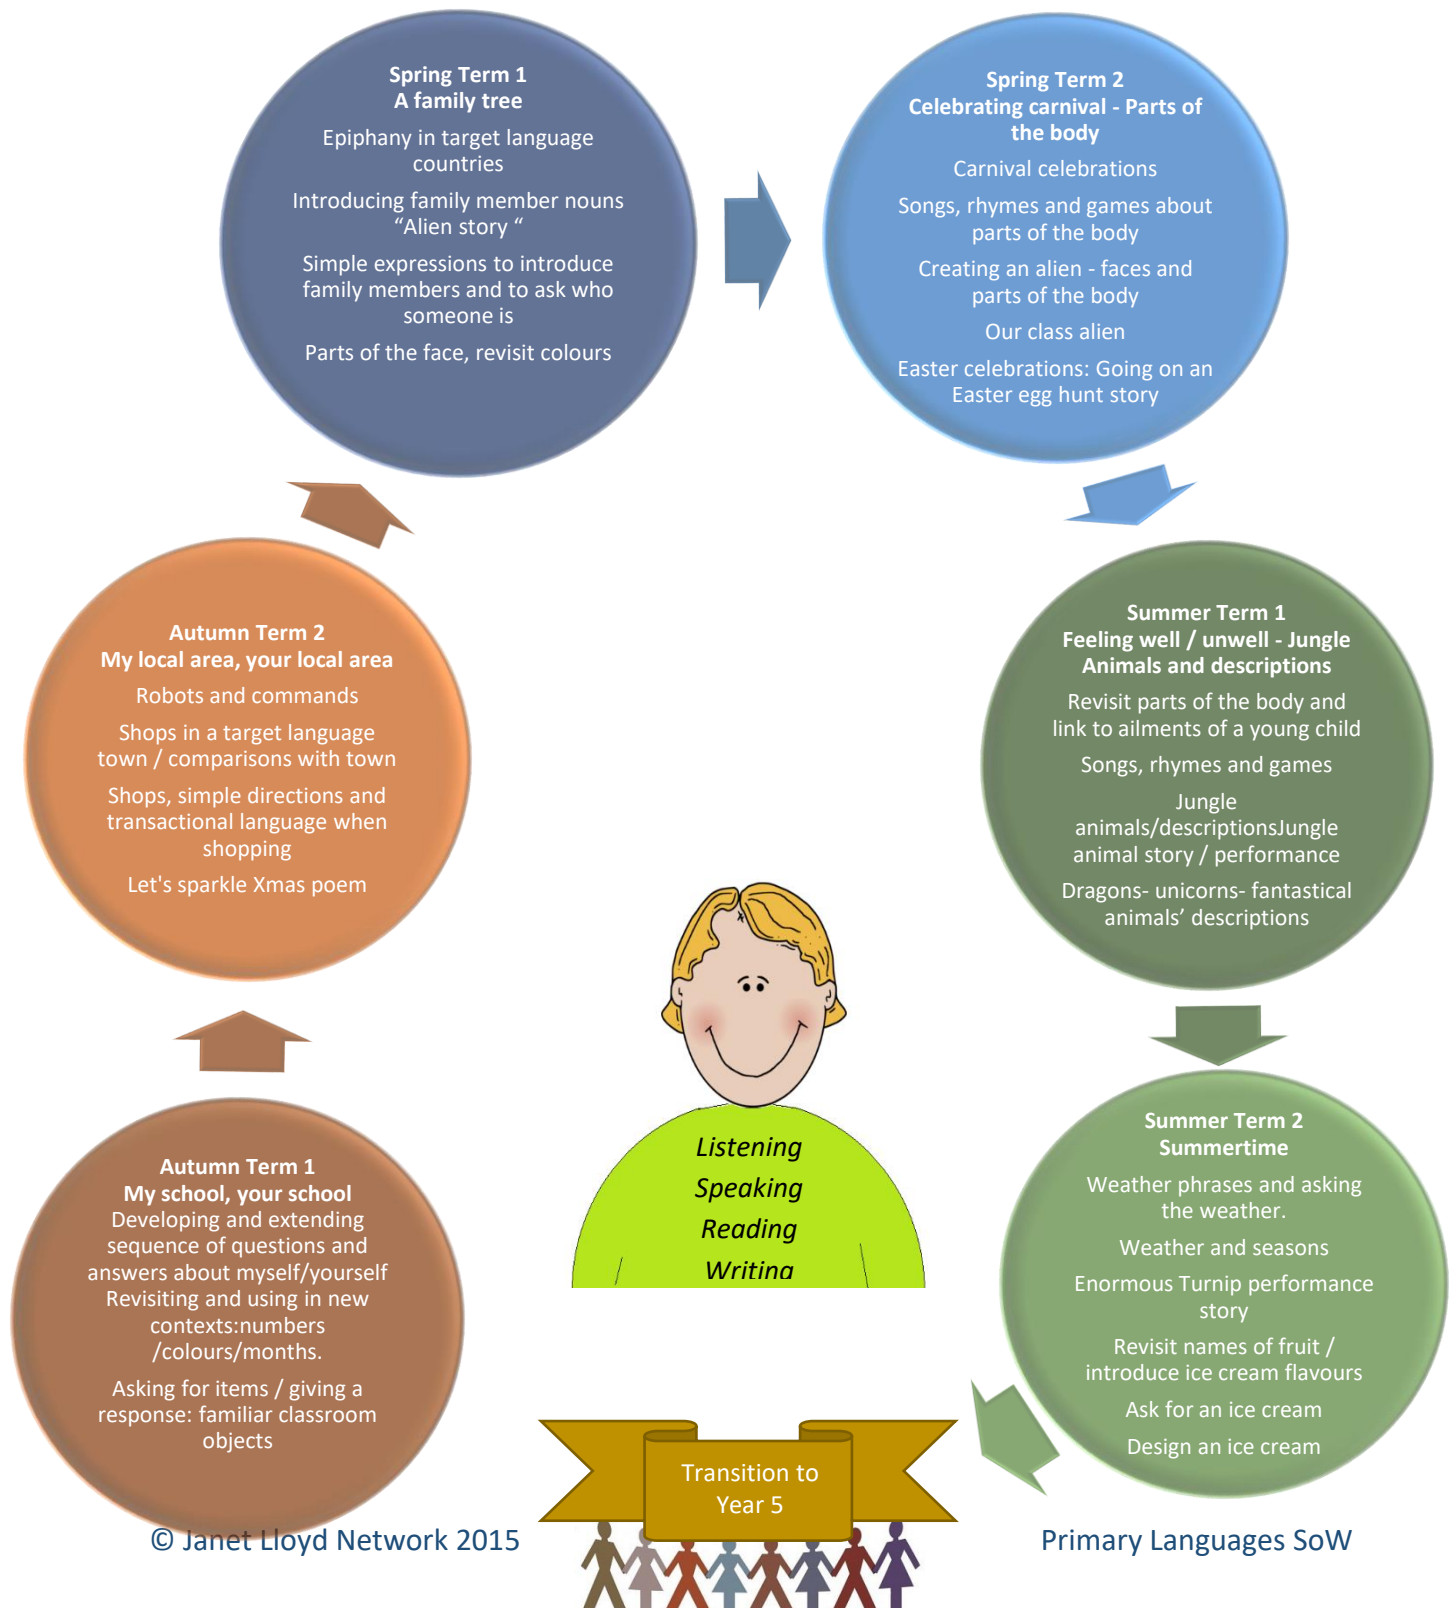 Spring Term 1
A family tree
Epiphany in target language
countries
Introducing family member nouns
“Alien story “
Simple expressions to introduce
family members and to ask who
someone is
Parts of the face, revisit colours
Spring Term 2
Celebrating carnival - Parts of
the body
Carnival celebrations
Songs, rhymes and games about
parts of the body
Creating an alien - faces and
parts of the body
Our class alien
Easter celebrations: Going on an
Easter egg hunt story
Autumn Term 2
My local area, your local area
Robots and commands
Shops in a target language
town / comparisons with town
Shops, simple directions and
transactional language when
shopping
Let's sparkle Xmas poem
Summer Term 1
Feeling well / unwell - Jungle
Animals and descriptions
Revisit parts of the body and
link to ailments of a young child
Songs, rhymes and games
Jungle
animals/descriptionsJungle
animal story / performance
Dragons- unicorns- fantastical
animals’ descriptions
Autumn Term 1
My school, your school
Developing and extending
sequence of questions and
answers about myself/yourself
Revisiting and using in new
contexts:numbers
/colours/months.
Asking for items / giving a
response: familiar classroom
objects
Listening
Speaking
Reading
Writing
Summer Term 2
Summertime
Weather phrases and asking
the weather.
Weather and seasons
Enormous Turnip performance
story
Revisit names of fruit /
introduce ice cream flavours
Ask for an ice cream
Design an ice cream
Transition to
Year 5
© Janet Lloyd Network 2015
Primary Languages SoW